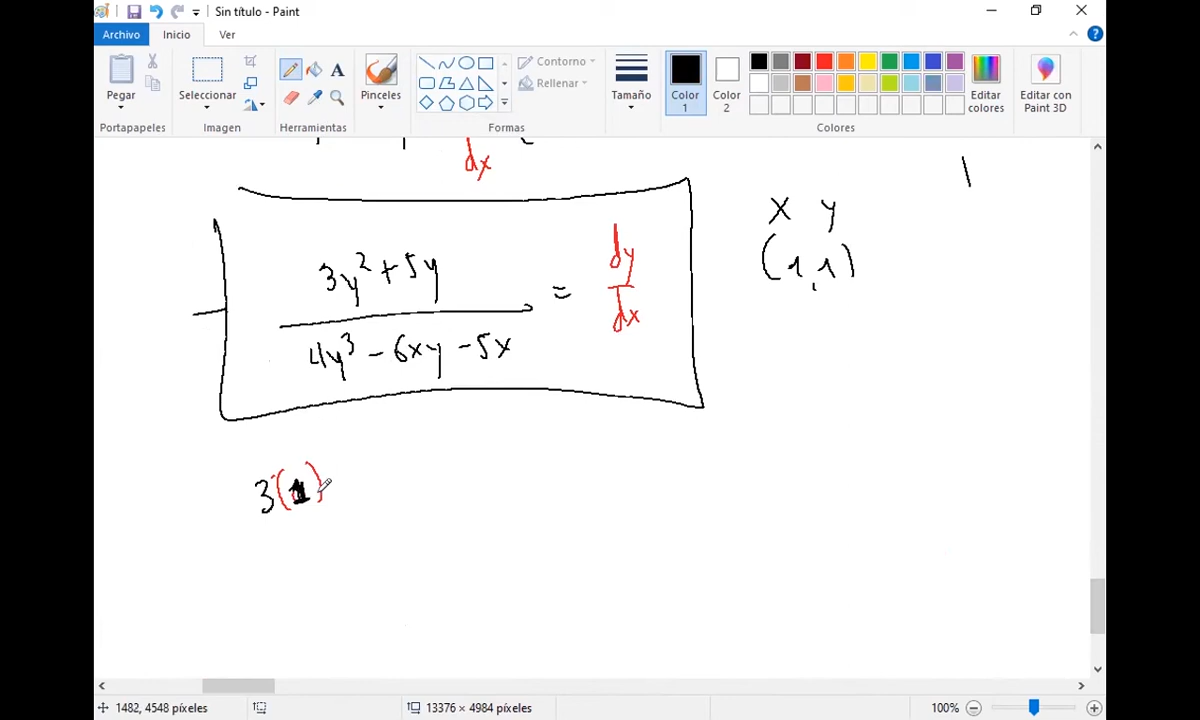 Sin título - Paint
Archivo Inicio Ver
Pegar
Seleccionar
A
Pinceles
Contorno
Rellenar
Tamaño
Color 1
Color 2
Editar colores
Editar con Paint 3D
Portapapeles Imagen Herramientas Formas Colores
dx
x y
(1,1)
3y² + 5y
4y³ - 6xy - 5x
=
dy
dx
3(1)
1482, 4548 píxeles 13376 × 4984 píxeles 100%